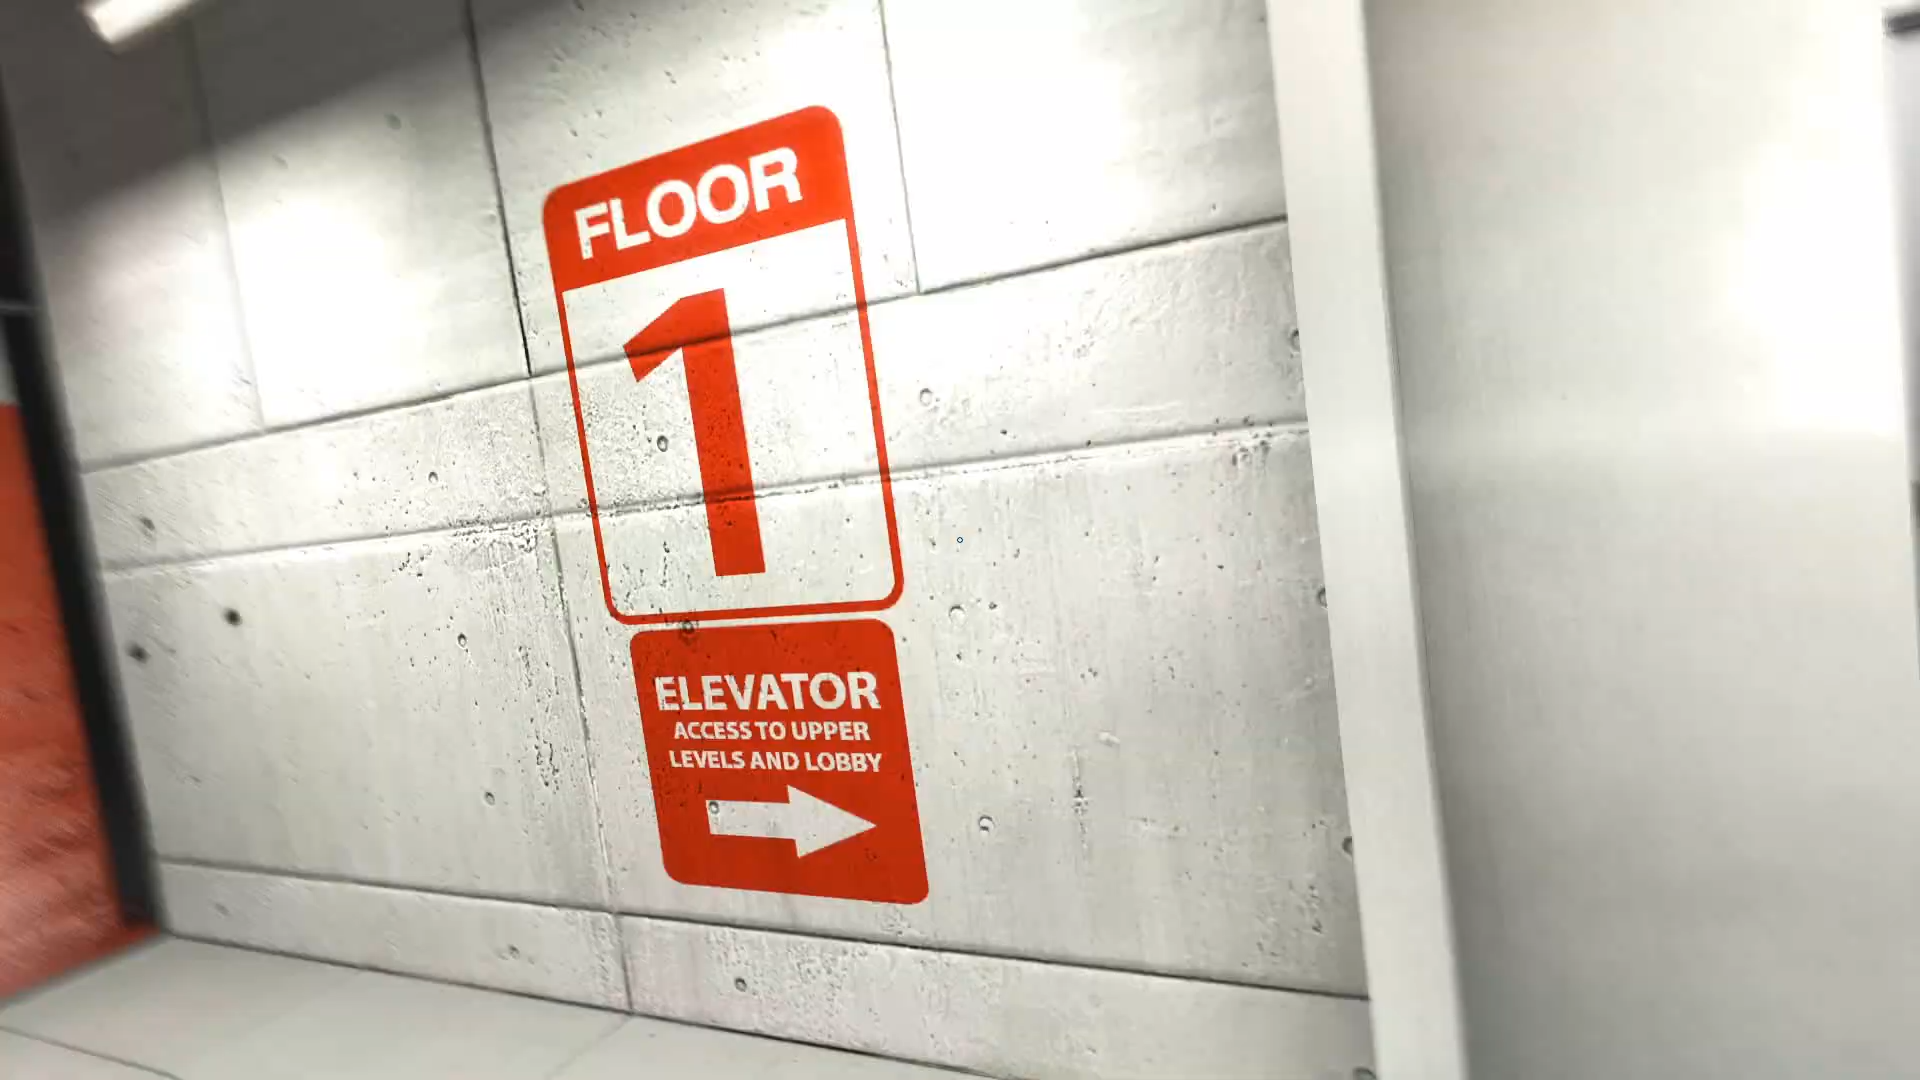 FLOOR
1
ELEVATOR
ACCESS TO UPPER
LEVELS AND LOBBY